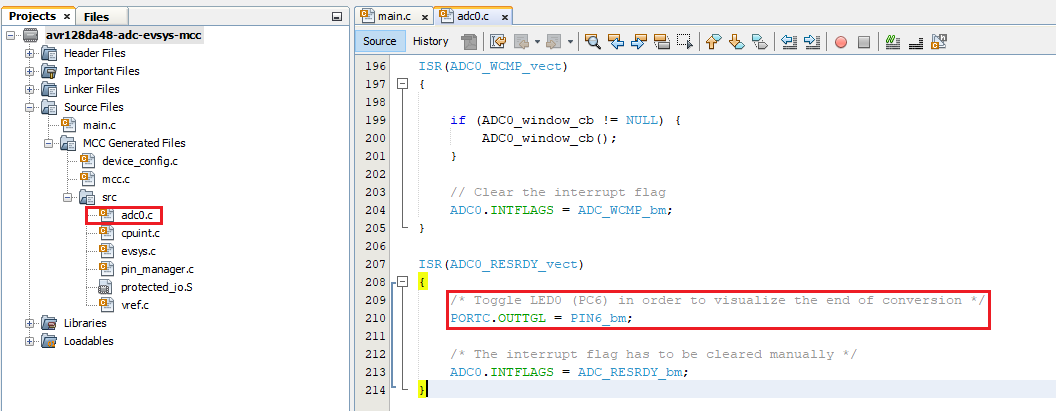 Projects x Files
main.c x adc0.c x
avr128da48-adc-evsys-mcc
Header Files
Important Files
Linker Files
Source Files
main.c
MCC Generated Files
device_config.c
mcc.c
src
adc0.c
cpuint.c
evsys.c
pin_manager.c
protected_io.S
vref.c
Libraries
Loadables
Source History
196 ISR(ADC0_WCMP_vect)
197 {
198
199 if (ADC0_window_cb != NULL) {
200 ADC0_window_cb();
201 }
202
203 // Clear the interrupt flag
204 ADC0.INTFLAGS = ADC_WCMP_bm;
205 }
206
207 ISR(ADC0_RESRDY_vect)
208 {
209 /* Toggle LED0 (PC6) in order to visualize the end of conversion */
210 PORTC.OUTTGL = PIN6_bm;
211
212 /* The interrupt flag has to be cleared manually */
213 ADC0.INTFLAGS = ADC_RESRDY_bm;
214 }